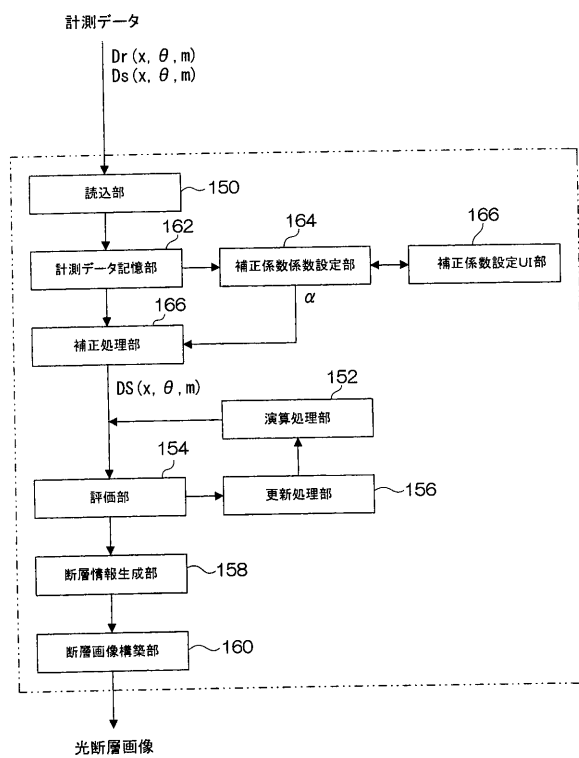 計測データ
Dr(x, θ, m)
Ds(x, θ, m)
読込部
150
162
計測データ記憶部
164
補正係数係数設定部
166
補正係数設定UI部
α
166
補正処理部
DS(x, θ, m)
152
演算処理部
154
評価部
更新処理部
156
断層情報生成部
158
断層画像構築部
160
光断層画像